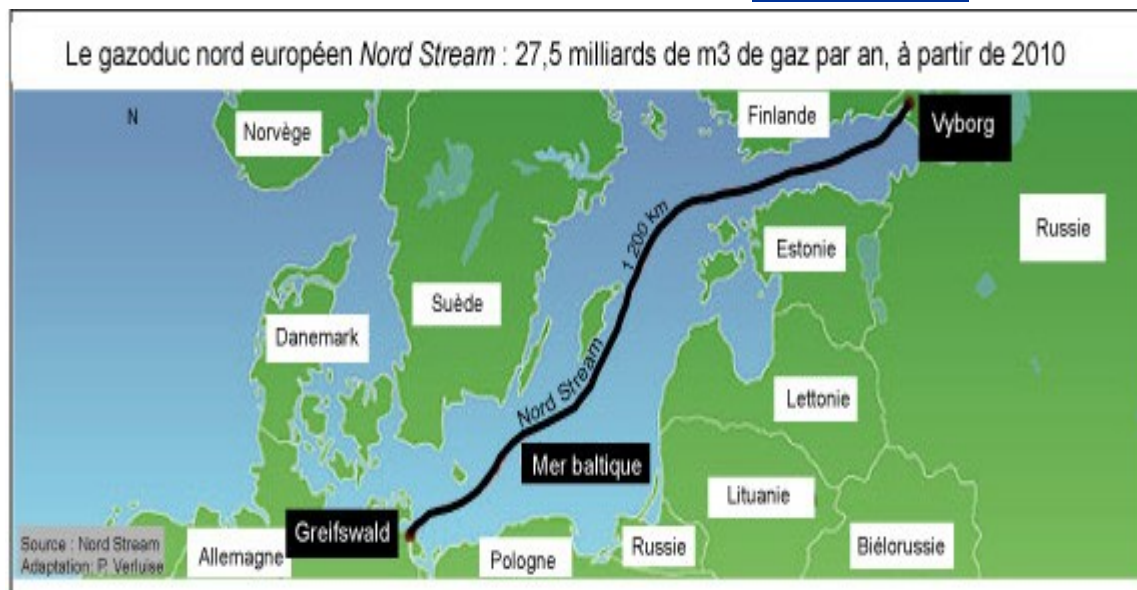 Le gazoduc nord européen Nord Stream : 27,5 milliards de m3 de gaz par an, à partir de 2010
N
Norvège
Finlande
Vyborg
Russie
1 200 km
Estonie
Suède
Danemark
Nord Stream
Lettonie
Mer baltique
Lituanie
Greifswald
Source : Nord Stream
Adaptation: P. Verluise
Allemagne
Pologne
Russie
Biélorussie